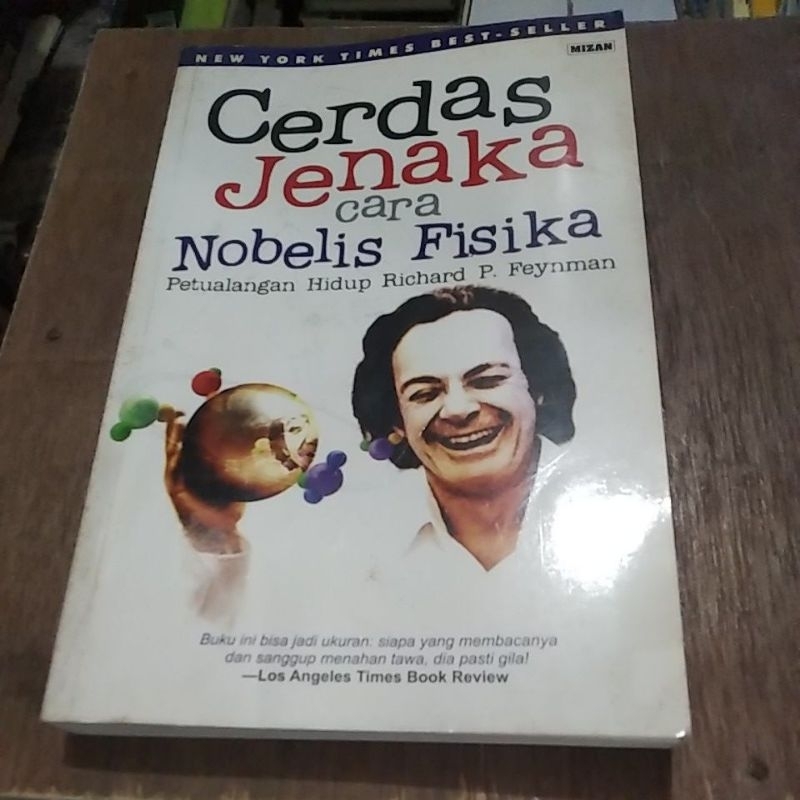 NEW YORK TIMES BEST-SELLER
MIZAN
Cerdas
Jenaka
cara
Nobelis Fisika
Petualangan Hidup Richard P. Feynman
Buku ini bisa jadi ukuran: siapa yang membacanya
dan sanggup menahan tawa, dia pasti gila!
—Los Angeles Times Book Review